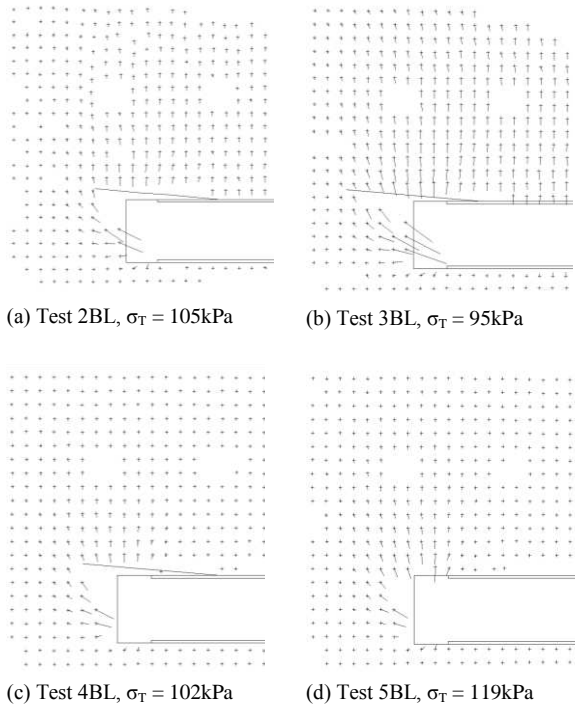 (a) Test 2BL, σT = 105kPa
(b) Test 3BL, σT = 95kPa
(c) Test 4BL, σT = 102kPa
(d) Test 5BL, σT = 119kPa